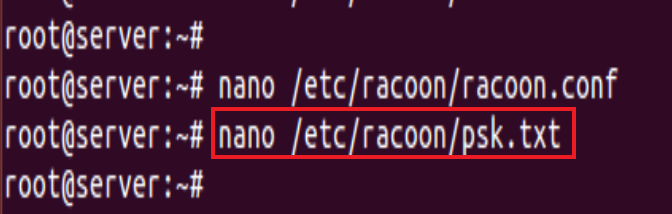 root@server:~#
root@server:~# nano /etc/racoon/racoon.conf
root@server:~# nano /etc/racoon/psk.txt
root@server:~#